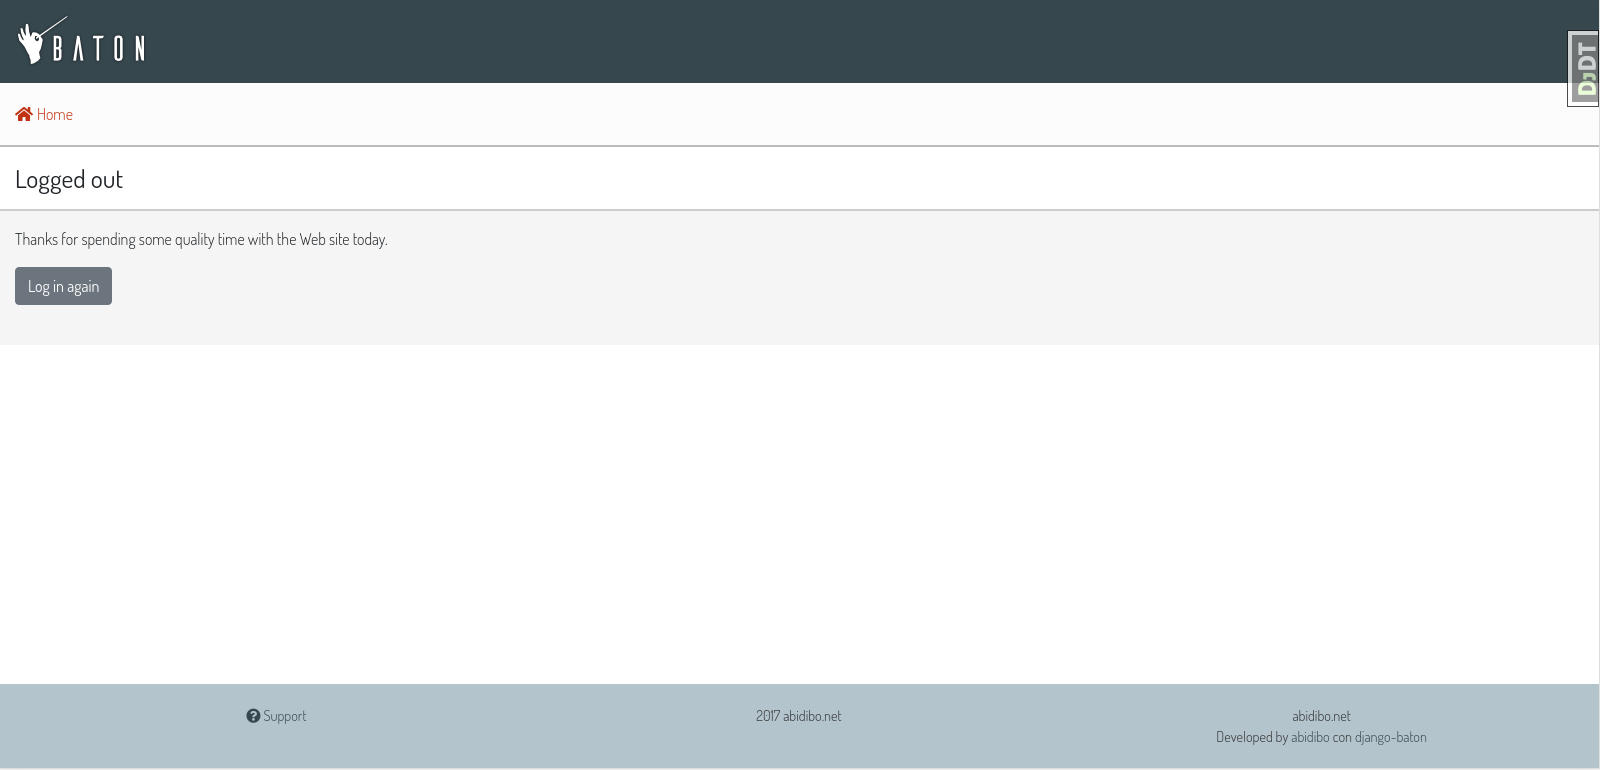 BATON
DJDT
Home
Logged out
Thanks for spending some quality time with the Web site today.
Log in again
Support
2017 abidibo.net
abidibo.net
Developed by abidibo con django-baton